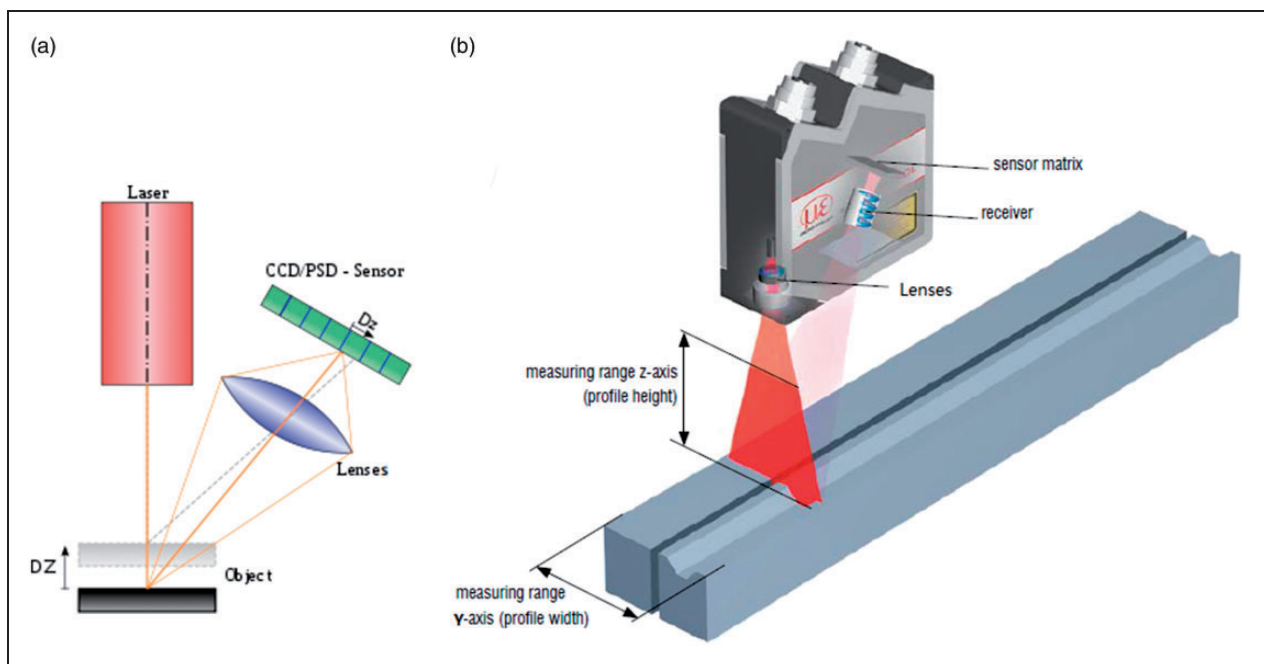 (a)
Laser
CCD/PSD - Sensor
Dz
Lenses
DZ
Object
(b)
sensor matrix
receiver
με
Lenses
measuring range z-axis
(profile height)
measuring range
Y-axis (profile width)